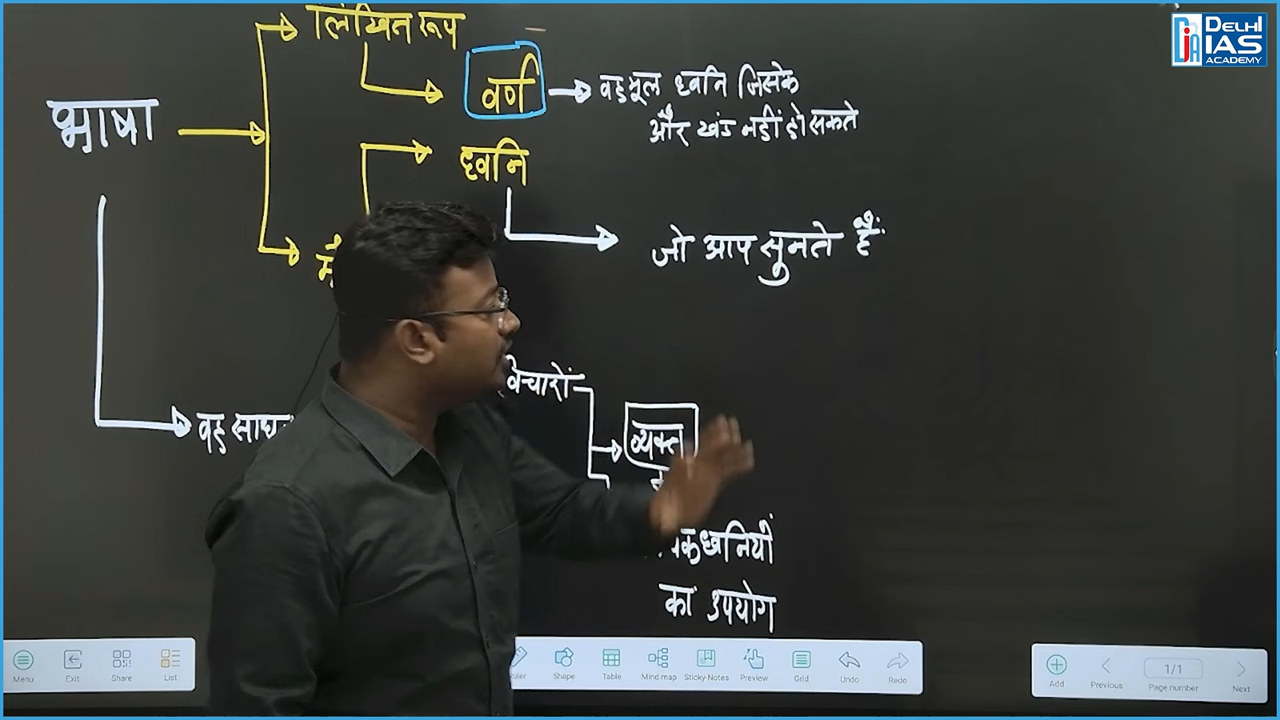 DELHI
IAS
ACADEMY
लिखित रूप
वर्ण
वह मूल ध्वनि जिसके
और खंड नहीं हो सकते
भाषा
ध्वनि
जो आप सुनते हैं
वह
व्यक्त
का उपयोग
Menu
Exit
Share
List
Shape
Table
Mind map
Sticky Notes
Preview
Grid
Undo
Redo
Add
Previous
1/1
Page number
Next